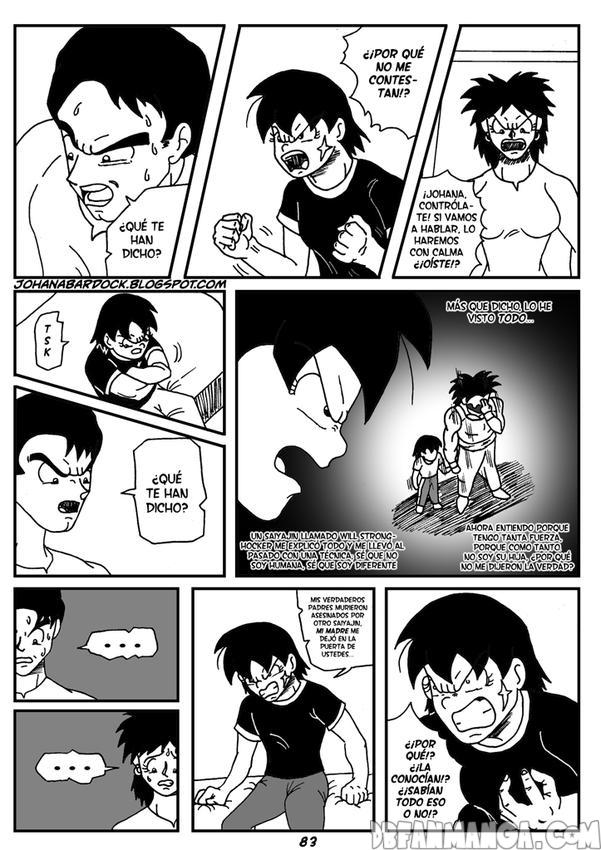 ¿¡POR QUÉ
NO ME
CONTES-
TAN!?
¿QUÉ TE
HAN
DICHO?
¡JOHANA,
CONTRÓLA-
TE! SI VAMOS
A HABLAR, LO
HAREMOS
CON CALMA
¿¡OÍSTE!?
JOHANABARDOCK.BLOGSPOT.COM
TSK
MÁS QUE DICHO, LO HE
VISTO TODO...
¿QUÉ
TE HAN
DICHO?
UN SAIYAJIN LLAMADO WILL STRONG-
HOCKER ME EXPLICÓ TODO Y ME LLEVÓ AL
PASADO CON UNA TÉCNICA, SÉ QUE NO
SOY HUMANA, SÉ QUE SOY DIFERENTE
AHORA ENTIENDO PORQUE
TENGO TANTA FUERZA,
PORQUE COMO TANTO
NO SOY SU HIJA, ¿POR QUÉ
NO ME DIJERON LA VERDAD?
...
...
MIS VERDADEROS
PADRES MURIERON
ASESINADOS POR
OTRO SAIYAJIN,
MI MADRE ME
DEJÓ EN LA
PUERTA DE
USTEDES...
¿¡POR
QUÉ!?
¿¡LA
CONOCÍAN!?
¿¡SABÍAN
TODO ESO
O NO!?
83
DBFANMANGA.COM